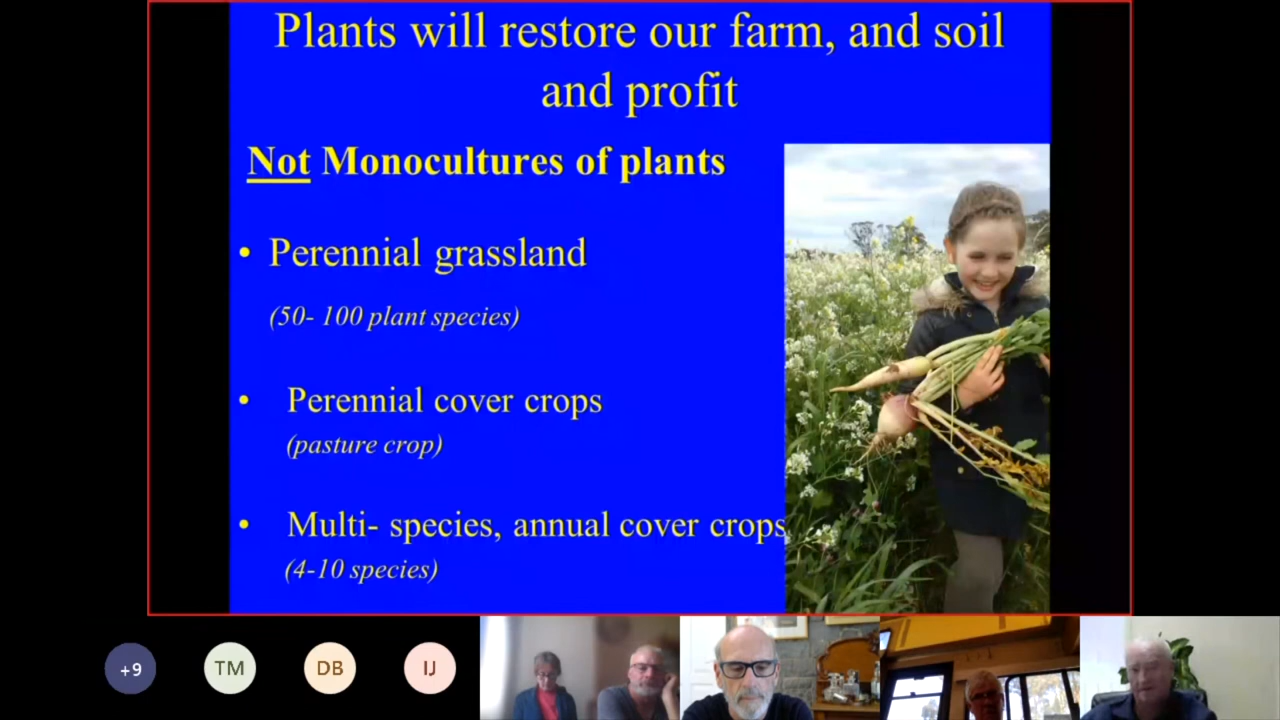 Plants will restore our farm, and soil
and profit
Not Monocultures of plants
• Perennial grassland
(50- 100 plant species)
• Perennial cover crops
(pasture crop)
• Multi- species, annual cover crops
(4-10 species)
+9 TM DB IJ